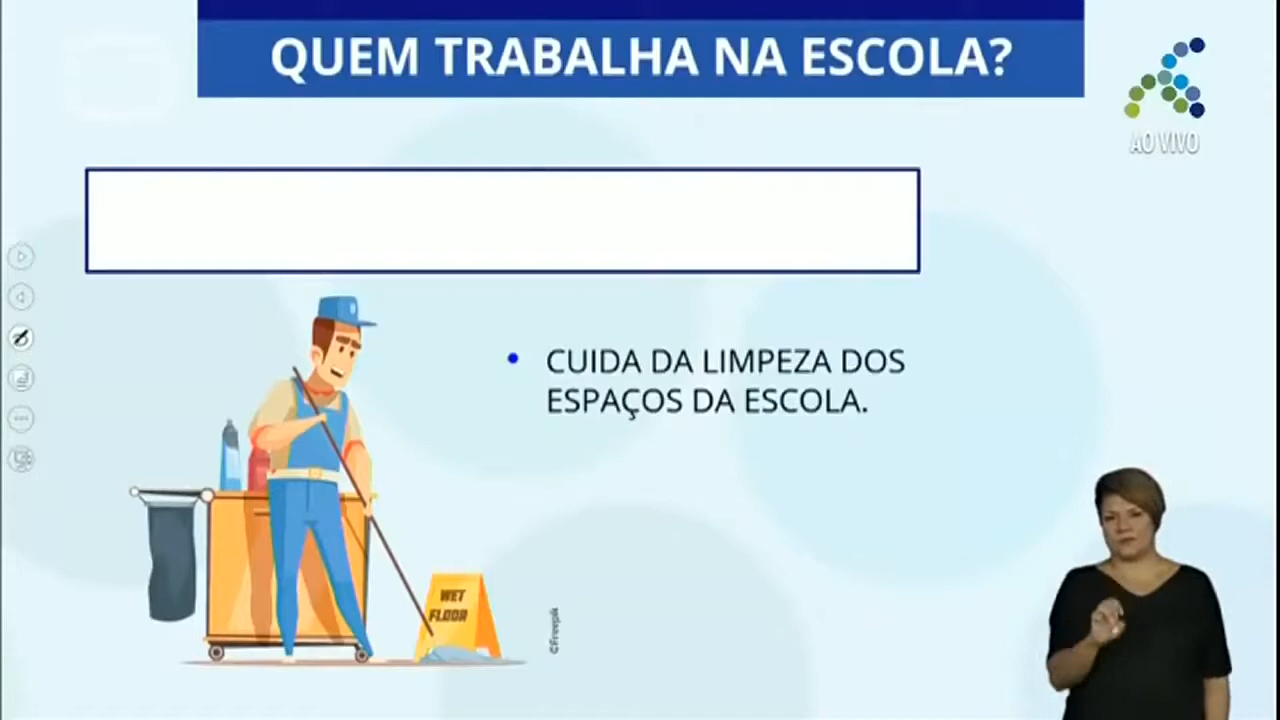 QUEM TRABALHA NA ESCOLA?
AO VIVO
• CUIDA DA LIMPEZA DOS
ESPAÇOS DA ESCOLA.
WET
FLOOR
©Freepik